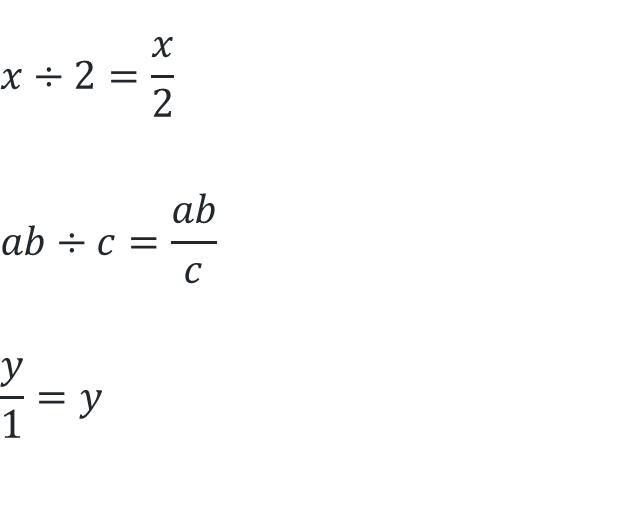 x ÷ 2 = x/2
ab ÷ c = ab/c
y/1 = y